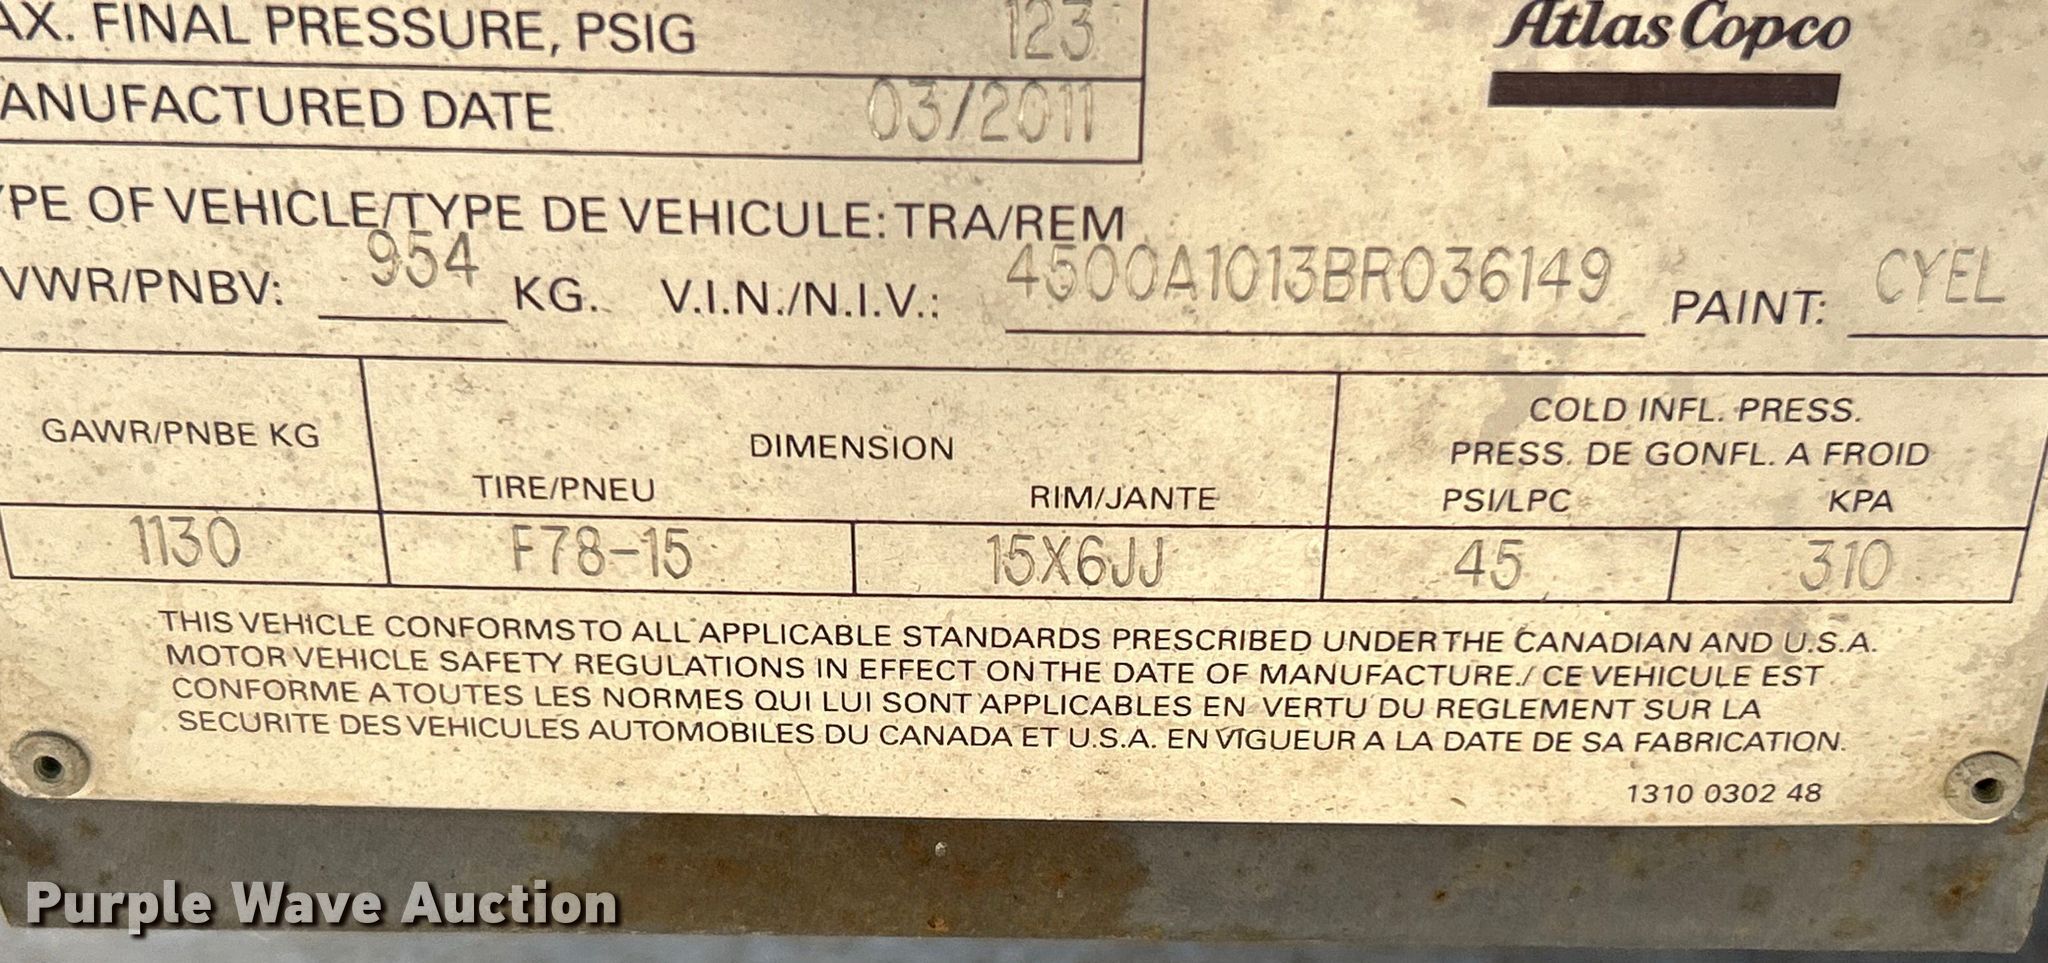 AX. FINAL PRESSURE, PSIG 123
Atlas Copco
ANUFACTURED DATE 03/2011
YPE OF VEHICLE/TYPE DE VEHICULE: TRA/REM
VWR/PNBV: 954 KG. V.I.N./N.I.V.: 4500A1013BR036149 PAINT: CYEL
GAWR/PNBE KG
DIMENSION
TIRE/PNEU RIM/JANTE
COLD INFL. PRESS.
PRESS. DE GONFL. A FROID
PSI/LPC KPA
1130 F78-15 15X6JJ 45 310
THIS VEHICLE CONFORMS TO ALL APPLICABLE STANDARDS PRESCRIBED UNDER THE CANADIAN AND U.S.A.
MOTOR VEHICLE SAFETY REGULATIONS IN EFFECT ON THE DATE OF MANUFACTURE./ CE VEHICULE EST
CONFORME A TOUTES LES NORMES QUI LUI SONT APPLICABLES EN VERTU DU REGLEMENT SUR LA
SECURITE DES VEHICULES AUTOMOBILES DU CANADA ET U.S.A. EN VIGUEUR A LA DATE DE SA FABRICATION.
1310 0302 48
Purple Wave Auction